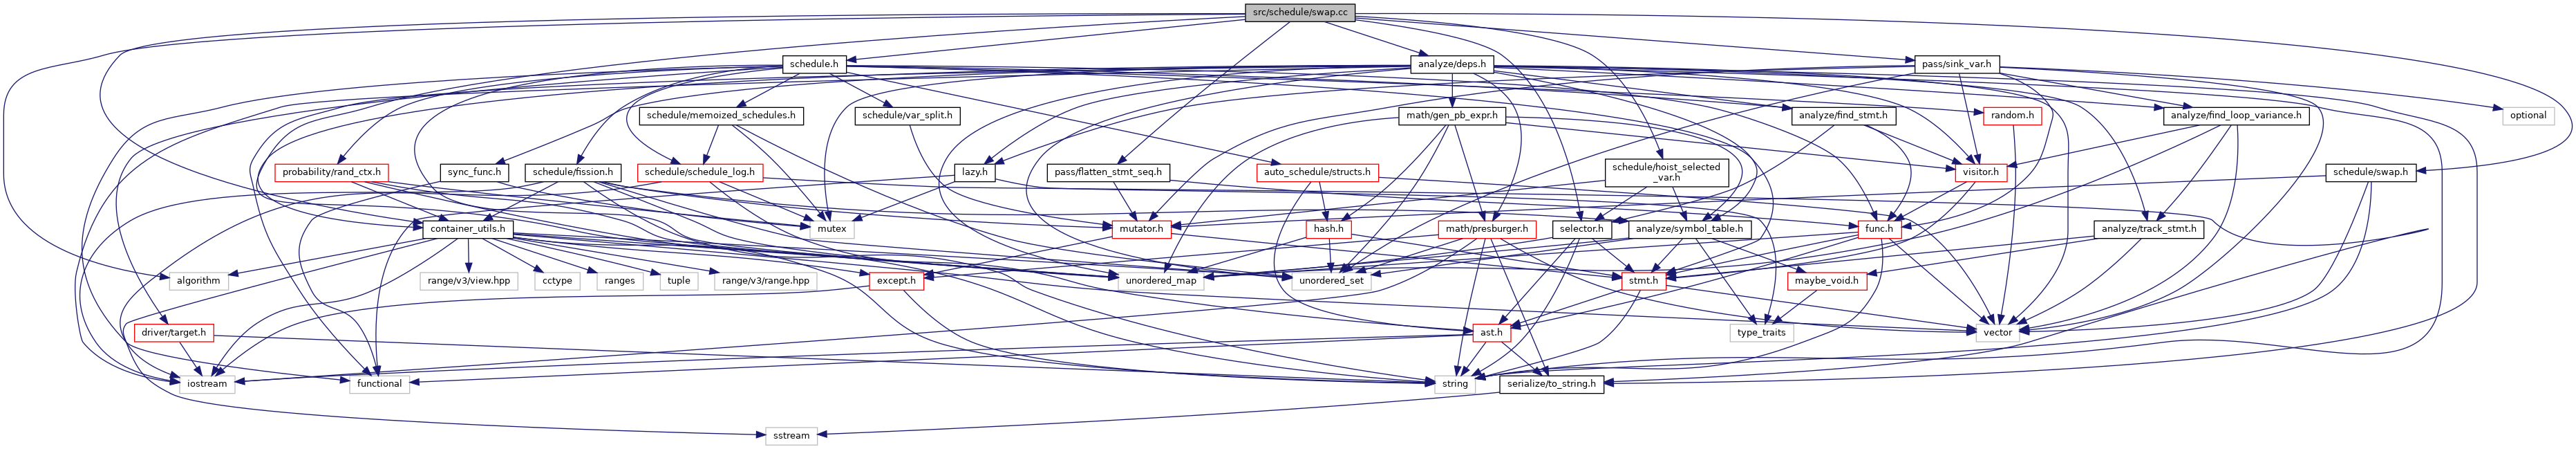 src/schedule/swap.cc
schedule.h
analyze/deps.h
pass/sink_var.h
schedule/memoized_schedules.h
schedule/var_split.h
math/gen_pb_expr.h
analyze/find_stmt.h
random.h
analyze/find_loop_variance.h
optional
probability/rand_ctx.h
sync_func.h
schedule/fission.h
schedule/schedule_log.h
lazy.h
pass/flatten_stmt_seq.h
auto_schedule/structs.h
schedule/hoist_selected
_var.h
visitor.h
schedule/swap.h
container_utils.h
mutex
mutator.h
hash.h
math/presburger.h
selector.h
analyze/symbol_table.h
func.h
analyze/track_stmt.h
algorithm
range/v3/view.hpp
cctype
ranges
tuple
range/v3/range.hpp
except.h
unordered_map
unordered_set
stmt.h
maybe_void.h
driver/target.h
ast.h
type_traits
vector
iostream
functional
string
serialize/to_string.h
sstream